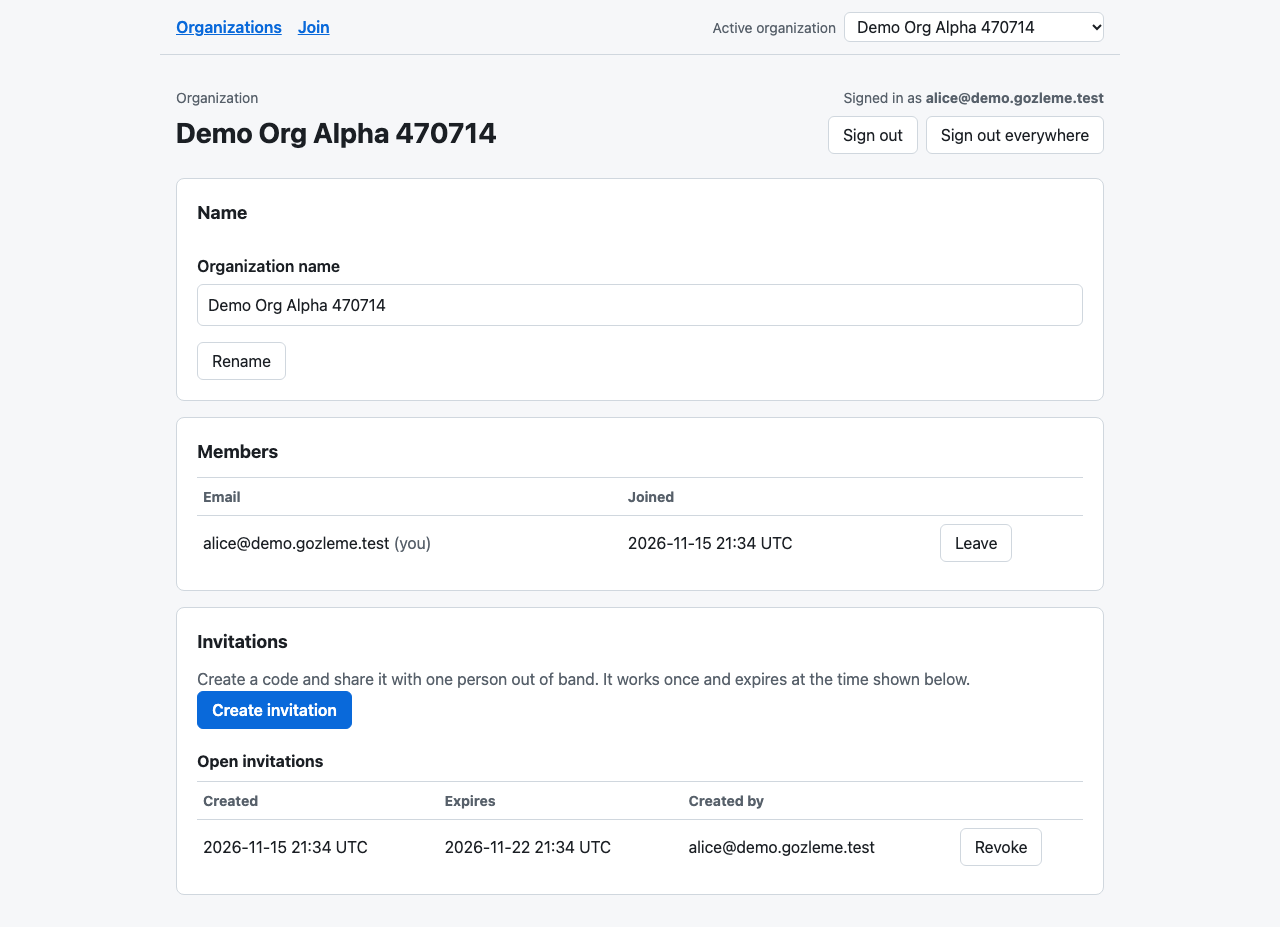 Organizations Join Active organization Demo Org Alpha 470714
Organization Signed in as alice@demo.gozleme.test
Demo Org Alpha 470714 Sign out Sign out everywhere
Name
Organization name
Demo Org Alpha 470714
Rename
Members
Email Joined
alice@demo.gozleme.test (you) 2026-11-15 21:34 UTC Leave
Invitations
Create a code and share it with one person out of band. It works once and expires at the time shown below.
Create invitation
Open invitations
Created Expires Created by
2026-11-15 21:34 UTC 2026-11-22 21:34 UTC alice@demo.gozleme.test Revoke